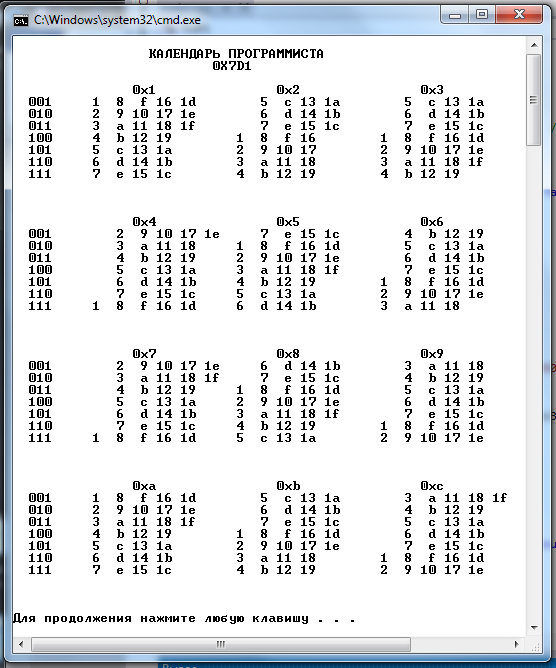 C:\Windows\system32\cmd.exe
КАЛЕНДАРЬ ПРОГРАММИСТА
0X7D1
0x1 0x2 0x3
001 1 8 f 16 1d 5 c 13 1a 5 c 13 1a
010 2 9 10 17 1e 6 d 14 1b 6 d 14 1b
011 3 a 11 18 1f 7 e 15 1c 7 e 15 1c
100 4 b 12 19 1 8 f 16 1 8 f 16 1d
101 5 c 13 1a 2 9 10 17 2 9 10 17 1e
110 6 d 14 1b 3 a 11 18 3 a 11 18 1f
111 7 e 15 1c 4 b 12 19 4 b 12 19
0x4 0x5 0x6
001 2 9 10 17 1e 7 e 15 1c 4 b 12 19
010 3 a 11 18 1 8 f 16 1d 5 c 13 1a
011 4 b 12 19 2 9 10 17 1e 6 d 14 1b
100 5 c 13 1a 3 a 11 18 1f 7 e 15 1c
101 6 d 14 1b 4 b 12 19 1 8 f 16 1d
110 7 e 15 1c 5 c 13 1a 2 9 10 17 1e
111 1 8 f 16 1d 6 d 14 1b 3 a 11 18
0x7 0x8 0x9
001 2 9 10 17 1e 6 d 14 1b 3 a 11 18
010 3 a 11 18 1f 7 e 15 1c 4 b 12 19
011 4 b 12 19 1 8 f 16 1d 5 c 13 1a
100 5 c 13 1a 2 9 10 17 1e 6 d 14 1b
101 6 d 14 1b 3 a 11 18 1f 7 e 15 1c
110 7 e 15 1c 4 b 12 19 1 8 f 16 1d
111 1 8 f 16 1d 5 c 13 1a 2 9 10 17 1e
0xa 0xb 0xc
001 1 8 f 16 1d 5 c 13 1a 3 a 11 18 1f
010 2 9 10 17 1e 6 d 14 1b 4 b 12 19
011 3 a 11 18 1f 7 e 15 1c 5 c 13 1a
100 4 b 12 19 1 8 f 16 1d 6 d 14 1b
101 5 c 13 1a 2 9 10 17 1e 7 e 15 1c
110 6 d 14 1b 3 a 11 18 1 8 f 16 1d
111 7 e 15 1c 4 b 12 19 2 9 10 17 1e
Для продолжения нажмите любую клавишу . . .